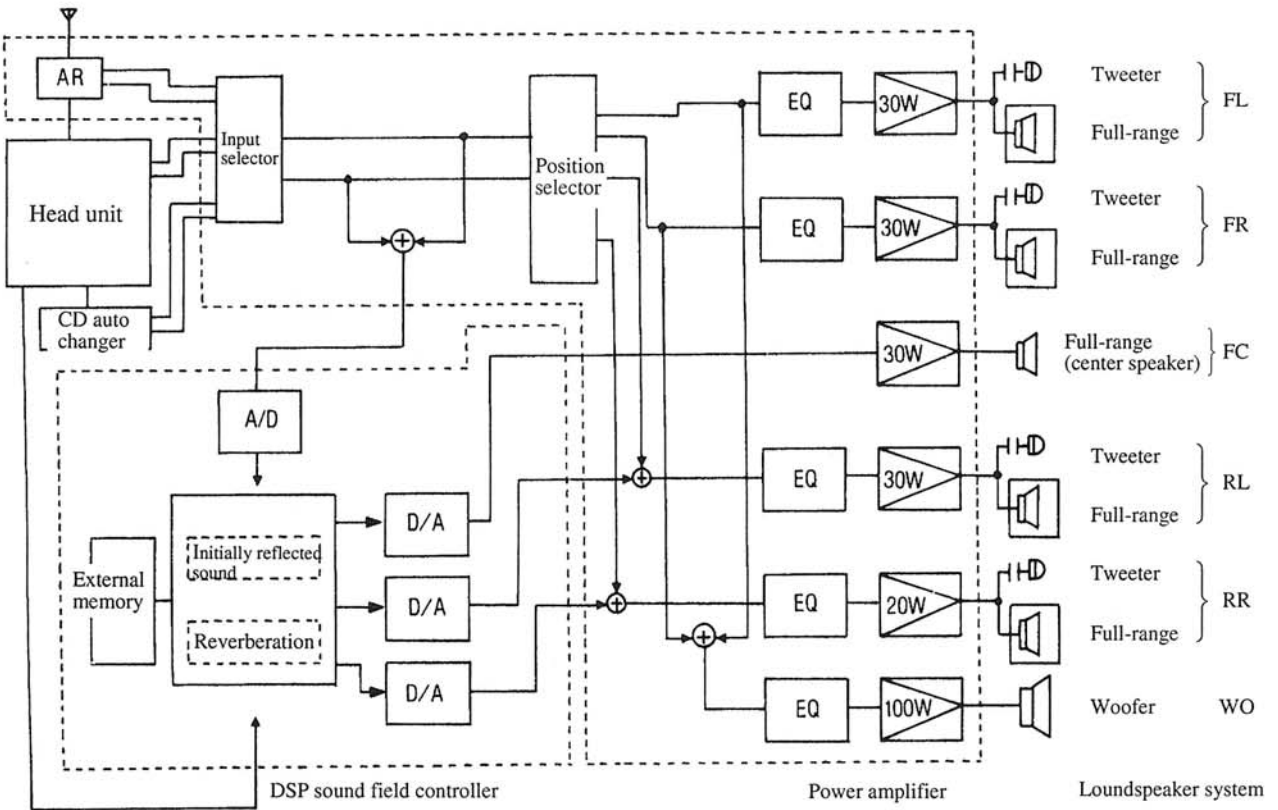 AR
Input
selector
Head unit
CD auto
changer
Position
selector
EQ
30W
Tweeter
Full-range
FL
EQ
30W
Tweeter
Full-range
FR
30W
Full-range
(center speaker)
FC
A/D
External
memory
Initially reflected
sound
Reverberation
D/A
D/A
D/A
EQ
30W
Tweeter
Full-range
RL
EQ
20W
Tweeter
Full-range
RR
EQ
100W
Woofer
WO
DSP sound field controller
Power amplifier
Loundspeaker system